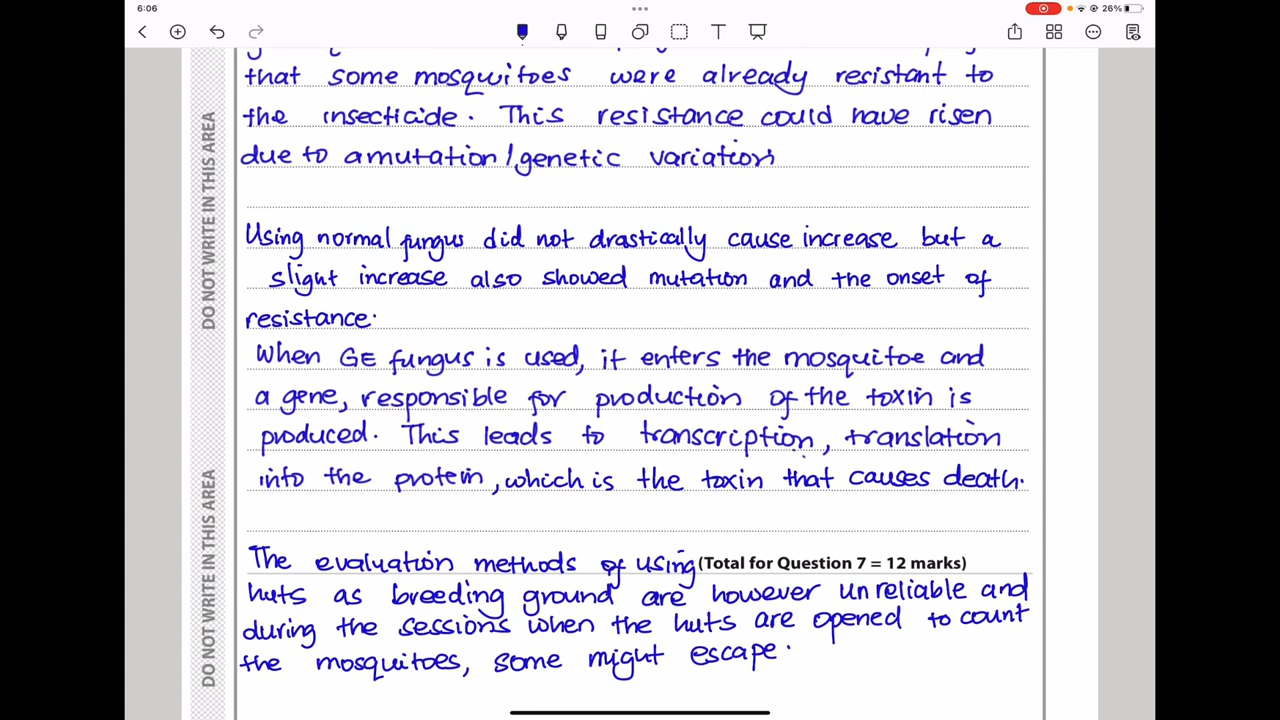 6:06
26%
that some mosquitoes were already resistant to
the insecticide. This resistance could have risen
due to a mutation/genetic variation
Using normal fungus did not drastically cause increase but a
slight increase also showed mutation and the onset of
resistance.
When GE fungus is used, it enters the mosquitoe and
a gene, responsible for production of the toxin is
produced. This leads to transcription, translation
into the protein, which is the toxin that causes death.
The evaluation methods of using (Total for Question 7 = 12 marks)
huts as breeding ground are however unreliable and
during the sessions when the huts are opened to count
the mosquitoes, some might escape.
DO NOT WRITE IN THIS AREA
DO NOT WRITE IN THIS AREA